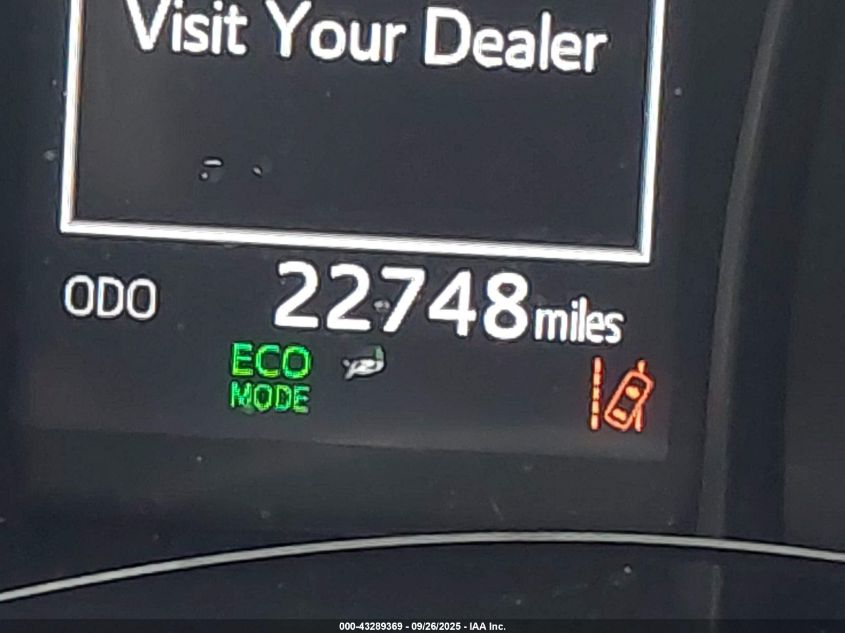 Visit Your Dealer
ODO 22748 miles
ECO
MODE
000-43289369 - 09/26/2025 - IAA Inc.